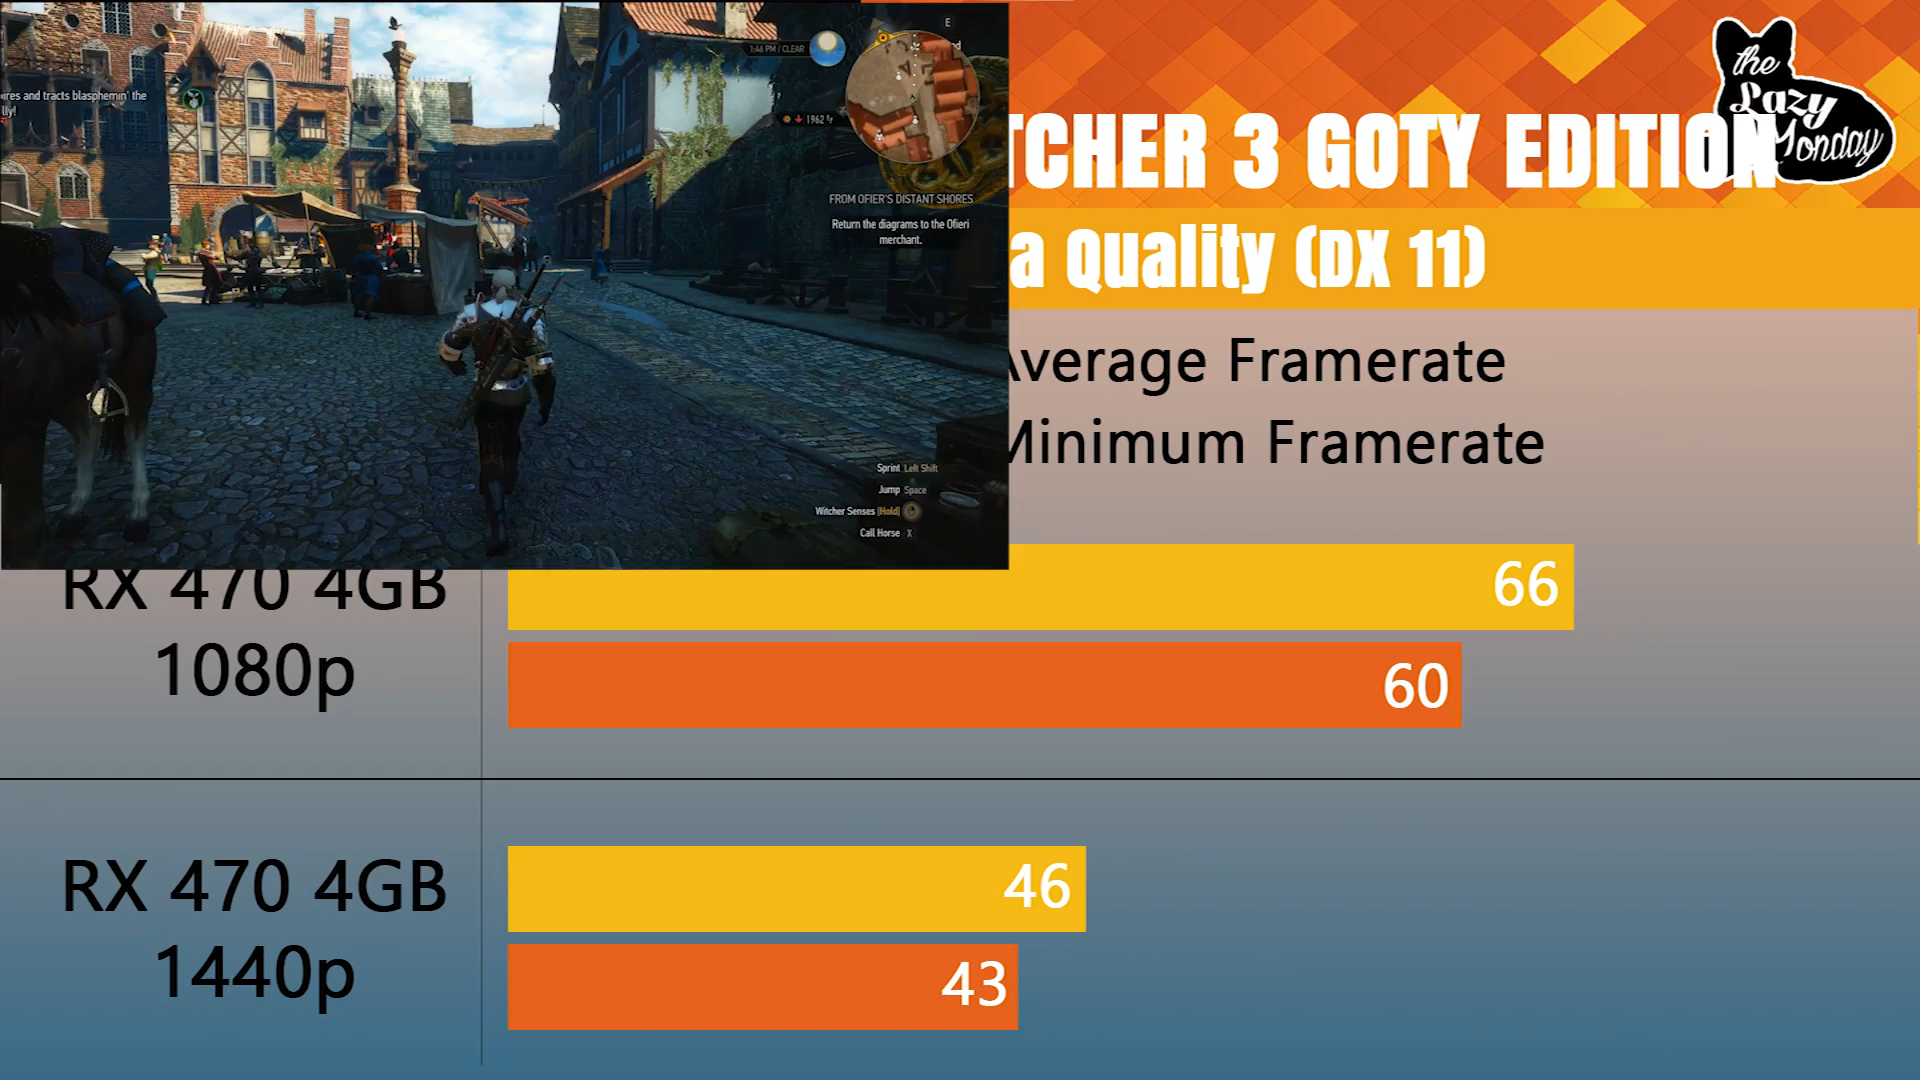 ires and tracts blasphemin' the
lly!
1:46 PM / CLEAR
E
1962
FROM OFIER'S DISTANT SHORES
Return the diagrams to the Ofieri
merchant.
Sprint Left Shift
Jump Space
Witcher Senses [Hold]
Call Horse X
the
Lazy
Monday
TCHER 3 GOTY EDITION
a Quality (DX 11)
Average Framerate
Minimum Framerate
RX 470 4GB
1080p
66
60
RX 470 4GB
1440p
46
43